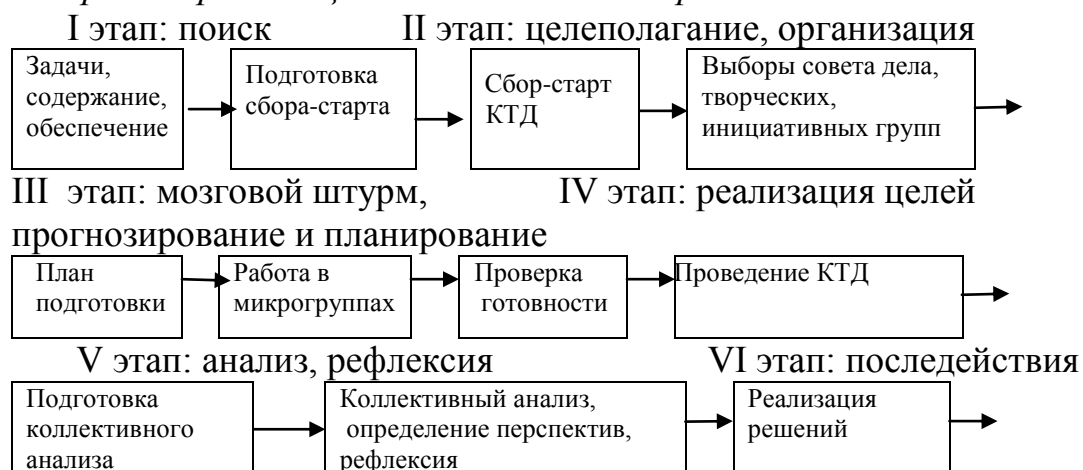 I этап: поиск II этап: целеполагание, организация
Задачи,
содержание,
обеспечение
Подготовка
сбора-старта
Сбор-старт
КТД
Выборы совета дела,
творческих,
инициативных групп
III этап: мозговой штурм, IV этап: реализация целей
прогнозирование и планирование
План
подготовки
Работа в
микрогруппах
Проверка
готовности
Проведение КТД
V этап: анализ, рефлексия VI этап: последействия
Подготовка
коллективного
анализа
Коллективный анализ,
определение перспектив,
рефлексия
Реализация
решений